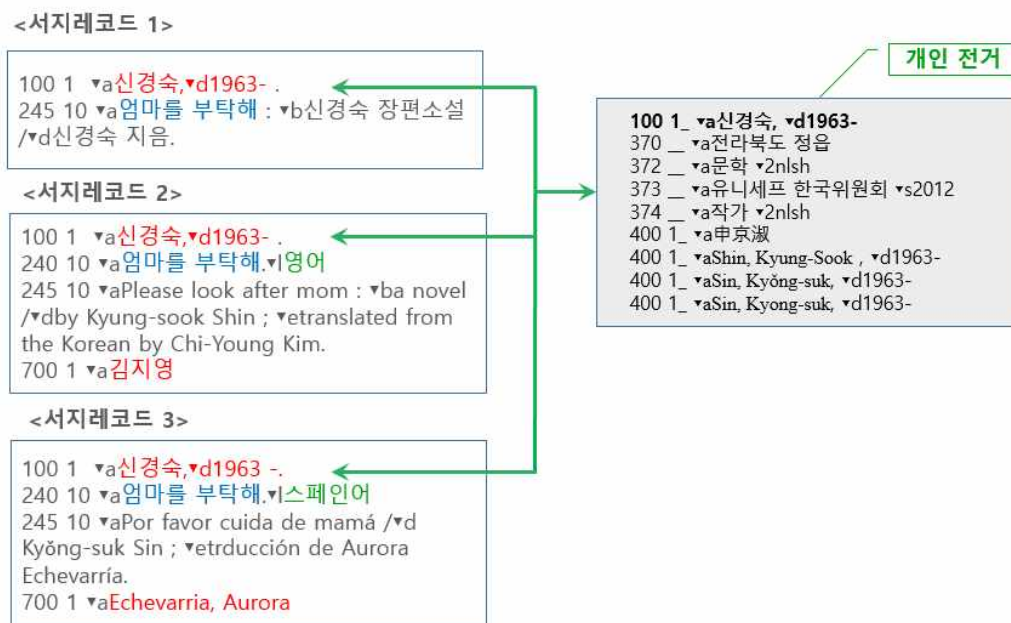 <서지레코드 1>
100 1 ▾a신경숙,▾d1963- .
245 10 ▾a엄마를 부탁해 : ▾b신경숙 장편소설
/▾d신경숙 지음.
<서지레코드 2>
100 1 ▾a신경숙,▾d1963- .
240 10 ▾a엄마를 부탁해.▾l영어
245 10 ▾aPlease look after mom : ▾ba novel
/▾dby Kyung-sook Shin ; ▾etranslated from
the Korean by Chi-Young Kim.
700 1 ▾a김지영
<서지레코드 3>
100 1 ▾a신경숙,▾d1963 -.
240 10 ▾a엄마를 부탁해.▾l스페인어
245 10 ▾aPor favor cuida de mamá /▾d
Kyǒng-suk Sin ; ▾etrducción de Aurora
Echevarría.
700 1 ▾aEchevarria, Aurora
개인 전거
100 1_ ▾a신경숙, ▾d1963-
370 __ ▾a전라북도 정읍
372 __ ▾a문학 ▾2nlsh
373 __ ▾a유니세프 한국위원회 ▾s2012
374 __ ▾a작가 ▾2nlsh
400 1_ ▾a申京淑
400 1_ ▾aShin, Kyung-Sook , ▾d1963-
400 1_ ▾aSin, Kyŏng-suk, ▾d1963-
400 1_ ▾aSin, Kyong-suk, ▾d1963-